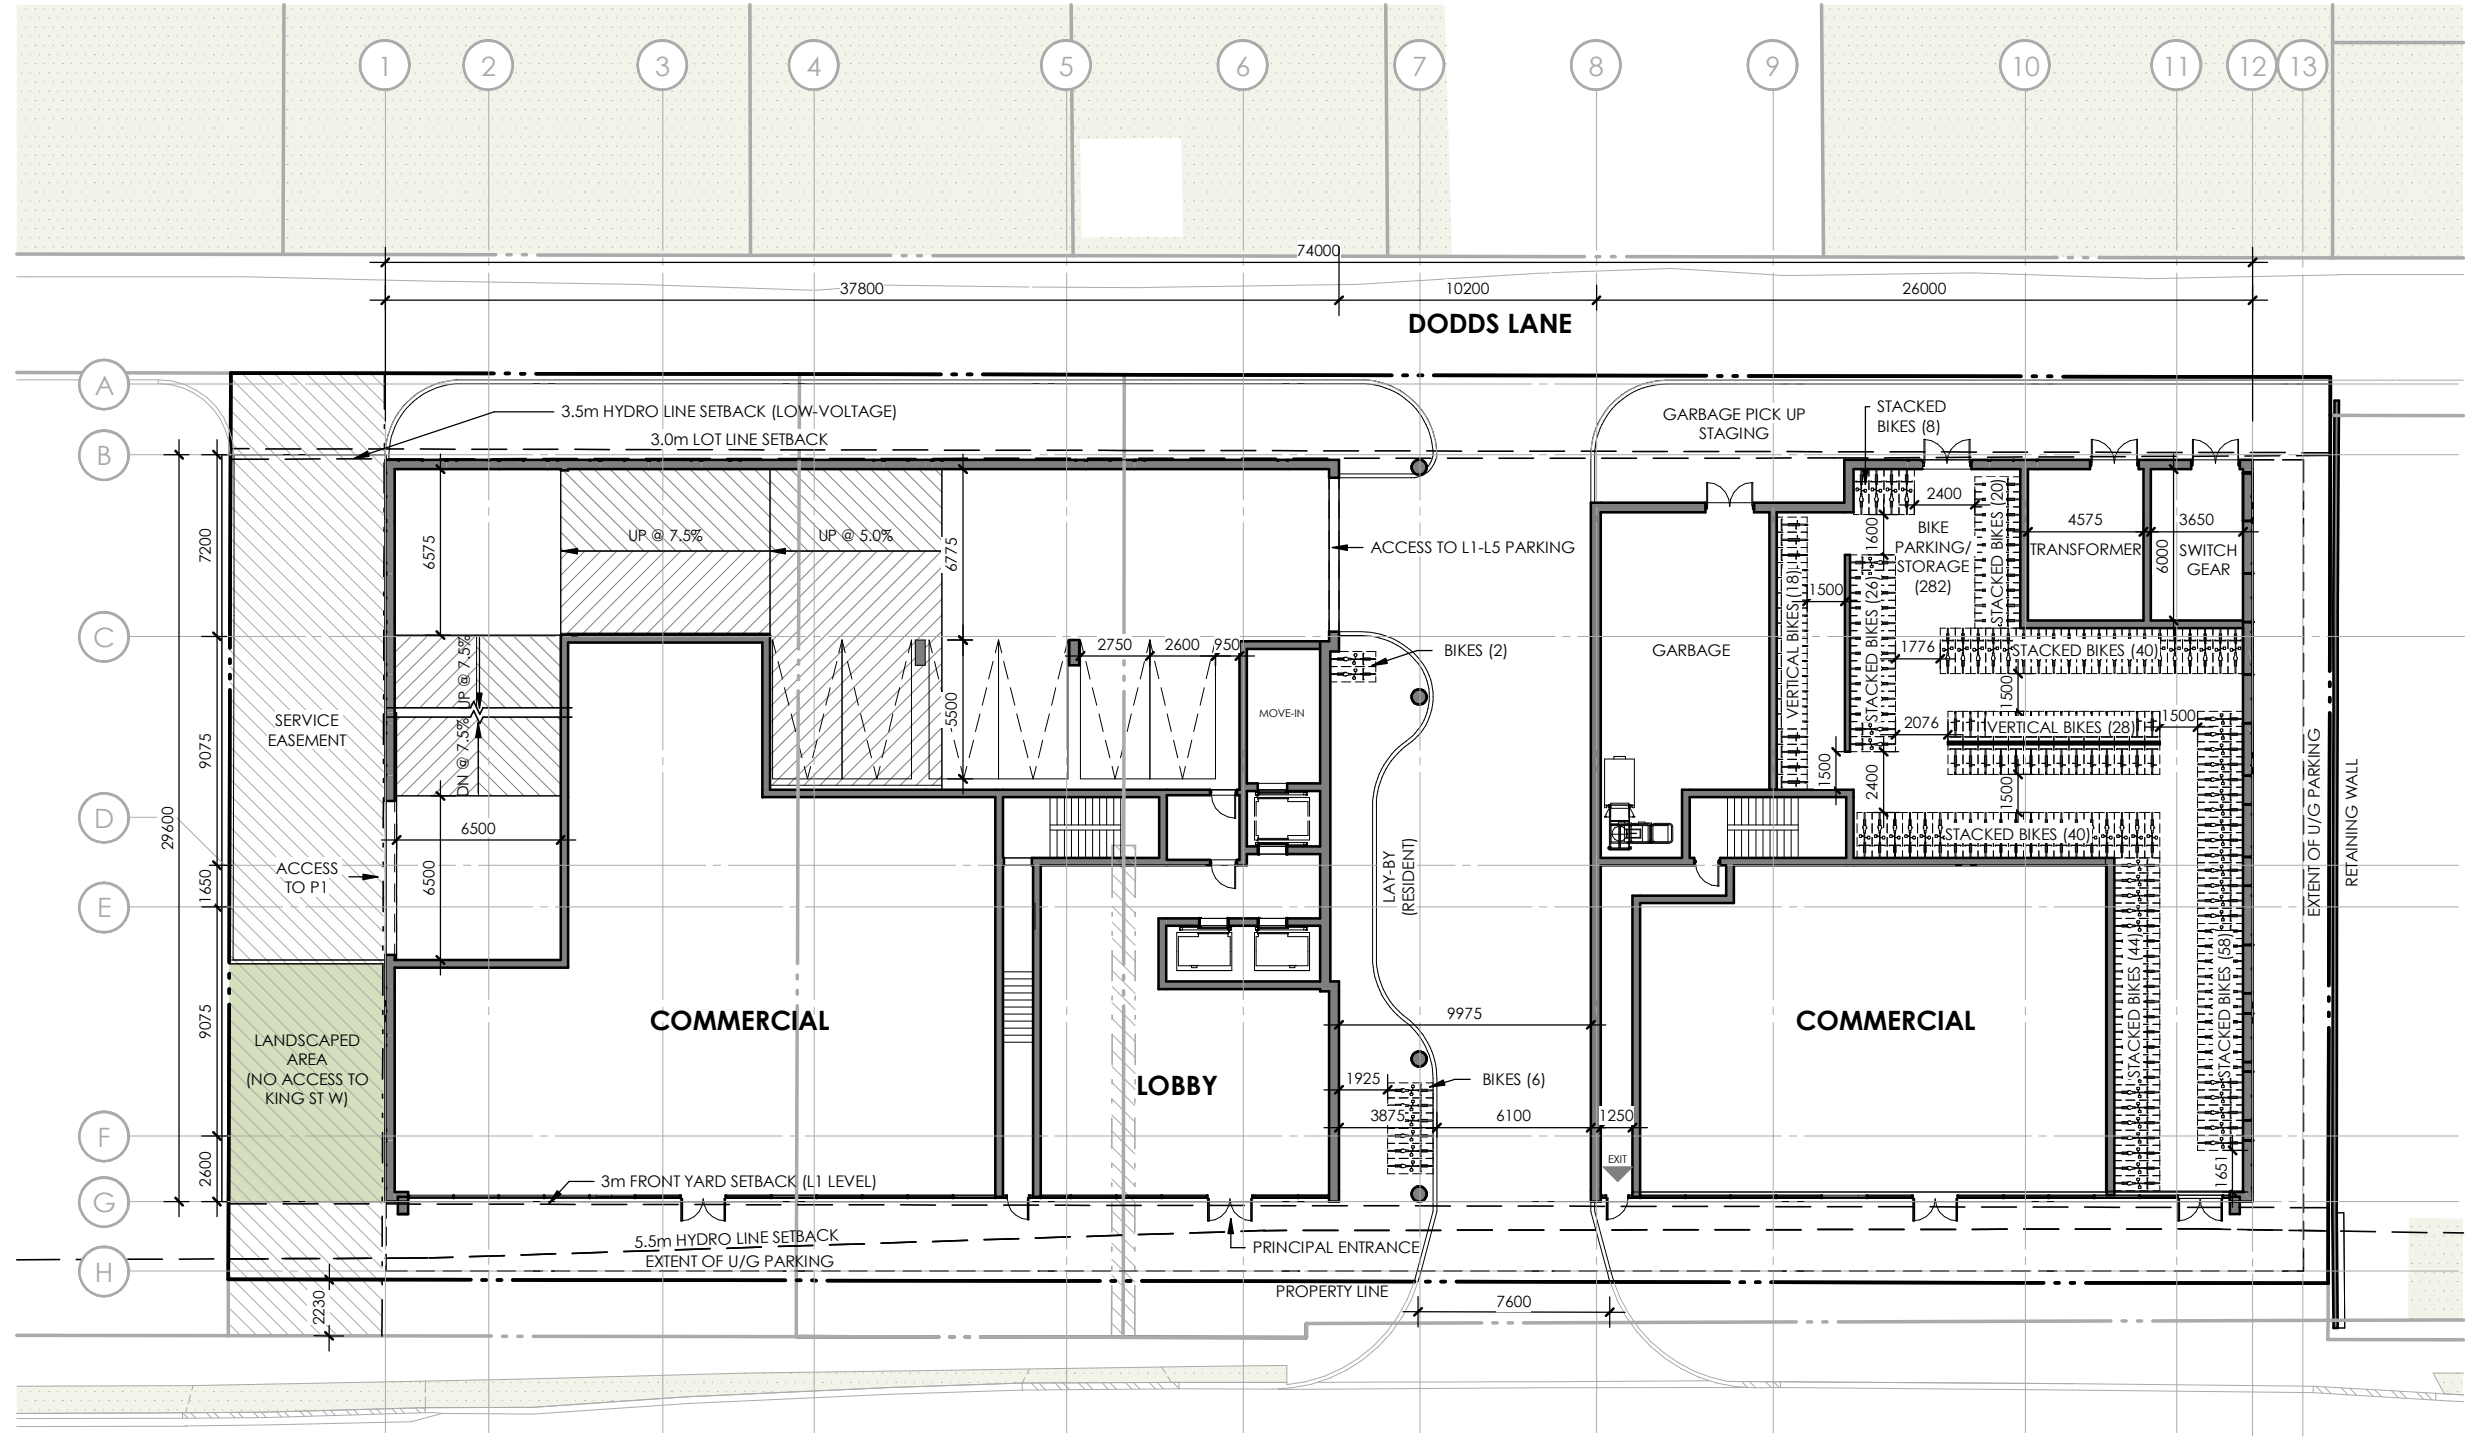 1
2
3
4
5
6
7
8
9
10
11
12
13
74000
37800
10200
26000
DODDS LANE
A
B
C
D
E
F
G
H
3.5m HYDRO LINE SETBACK (LOW-VOLTAGE)
3.0m LOT LINE SETBACK
GARBAGE PICK UP
STAGING
STACKED
BIKES (8)
7200
9075
29600
1650
9075
2600
2230
6575
UP @ 7.5%
UP @ 5.0%
6775
ACCESS TO L1-L5 PARKING
2400
1600
BIKE
PARKING/
STORAGE
(282)
STACKED BIKES (20)
4575
TRANSFORMER
3650
6000
SWITCH
GEAR
VERTICAL BIKES (18)
1500
STACKED BIKES (26)
UP @ 7.5%
DN @ 7.5%
2750
2600
950
5500
MOVE-IN
BIKES (2)
GARBAGE
1776
STACKED BIKES (40)
1500
2076
VERTICAL BIKES (28)
1500
1500
2400
1500
STACKED BIKES (40)
SERVICE
EASEMENT
6500
6500
ACCESS
TO P1
LAY-BY
(RESIDENT)
EXTENT OF U/G PARKING
RETAINING WALL
STACKED BIKES (44)
STACKED BIKES (58)
COMMERCIAL
LOBBY
COMMERCIAL
LANDSCAPED
AREA
(NO ACCESS TO
KING ST W)
9975
1925
BIKES (6)
3875
6100
1250
EXIT
1651
3m FRONT YARD SETBACK (L1 LEVEL)
5.5m HYDRO LINE SETBACK
EXTENT OF U/G PARKING
PRINCIPAL ENTRANCE
PROPERTY LINE
7600